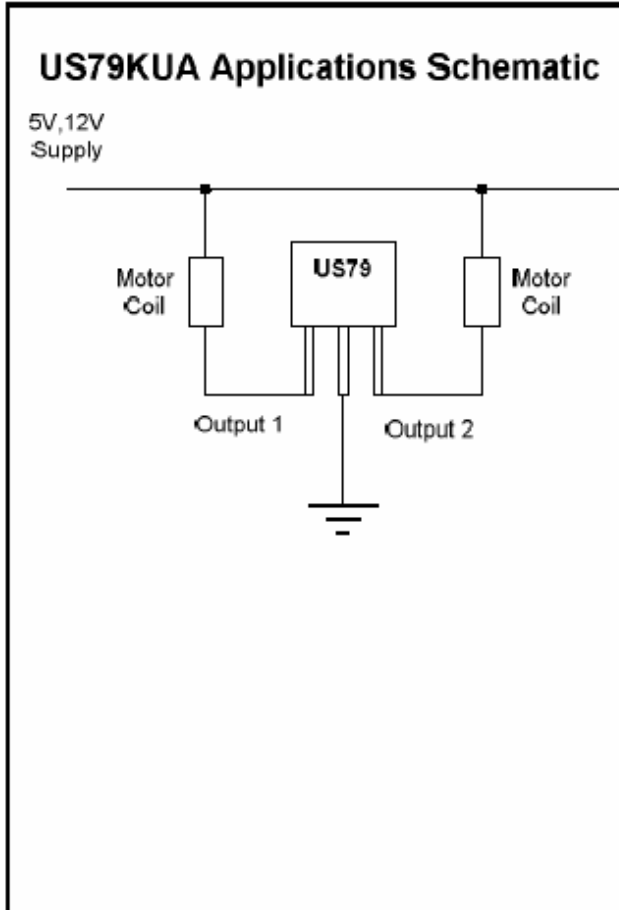 US79KUA Applications Schematic
5V,12V
Supply
US79
Motor
Coil
Motor
Coil
Output 1
Output 2